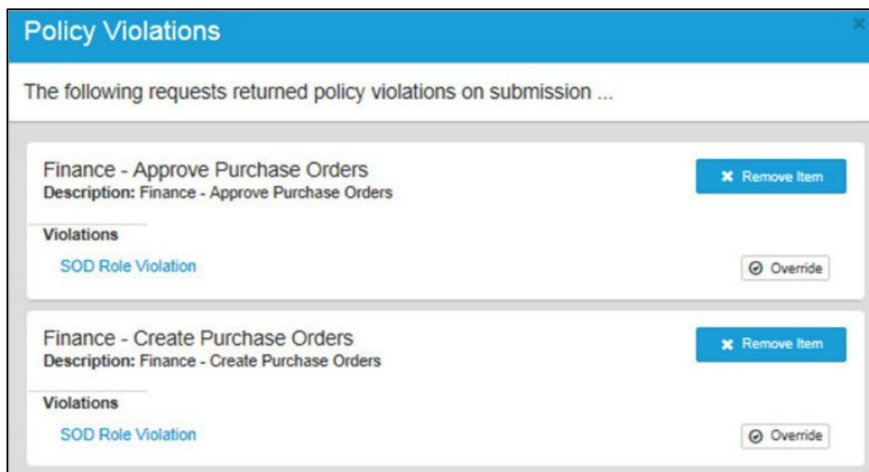 Policy Violations
The following requests returned policy violations on submission ...
Finance - Approve Purchase Orders
Remove Item
Description: Finance - Approve Purchase Orders
Violations
SOD Role Violation
Override
Finance - Create Purchase Orders
Remove Item
Description: Finance - Create Purchase Orders
Violations
SOD Role Violation
Override